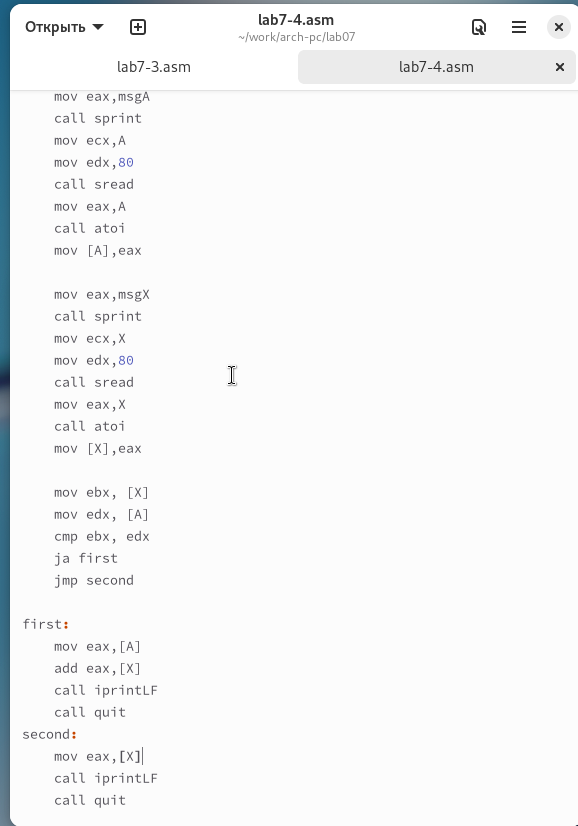 Открыть
lab7-4.asm
~/work/arch-pc/lab07
lab7-3.asm
lab7-4.asm
mov eax,msgA
call sprint
mov ecx,A
mov edx,80
call sread
mov eax,A
call atoi
mov [A],eax
mov eax,msgX
call sprint
mov ecx,X
mov edx,80
call sread
mov eax,X
call atoi
mov [X],eax
mov ebx, [X]
mov edx, [A]
cmp ebx, edx
ja first
jmp second
first:
mov eax,[A]
add eax,[X]
call iprintLF
call quit
second:
mov eax,[X]
call iprintLF
call quit